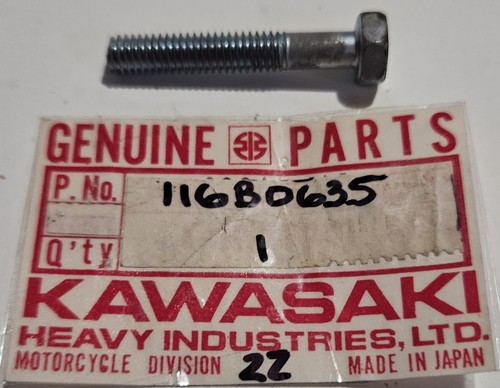 GENUINE PARTS
P. No. 116B0635
Q'ty 1
KAWASAKI
HEAVY INDUSTRIES, LTD.
MOTORCYCLE DIVISION 22 MADE IN JAPAN